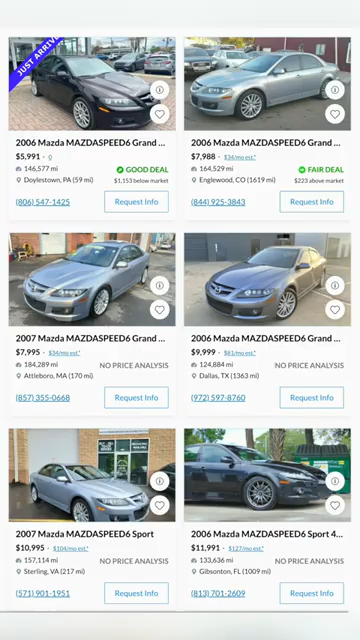 JUST ARRIVED
2006 Mazda MAZDASPEED6 Grand ...
$5,991 ·
146,577 mi
GOOD DEAL
Doylestown, PA (59 mi)
$1,153 below market
(806) 547-1425
Request Info
2006 Mazda MAZDASPEED6 Grand ...
$7,988 · $34/mo est.*
164,529 mi
FAIR DEAL
Englewood, CO (1619 mi)
$223 above market
(844) 925-3843
Request Info
2007 Mazda MAZDASPEED6 Grand ...
$7,995 · $34/mo est.*
184,289 mi
NO PRICE ANALYSIS
Attleboro, MA (170 mi)
(857) 355-0668
Request Info
2006 Mazda MAZDASPEED6 Grand ...
$9,999 · $81/mo est.*
124,884 mi
NO PRICE ANALYSIS
Dallas, TX (1363 mi)
(972) 597-8760
Request Info
2007 Mazda MAZDASPEED6 Sport
$10,995 · $104/mo est.*
157,114 mi
NO PRICE ANALYSIS
Sterling, VA (217 mi)
(571) 901-1951
Request Info
2006 Mazda MAZDASPEED6 Sport 4...
$11,991 · $127/mo est.*
133,636 mi
NO PRICE ANALYSIS
Gibsonton, FL (1009 mi)
(813) 701-2609
Request Info